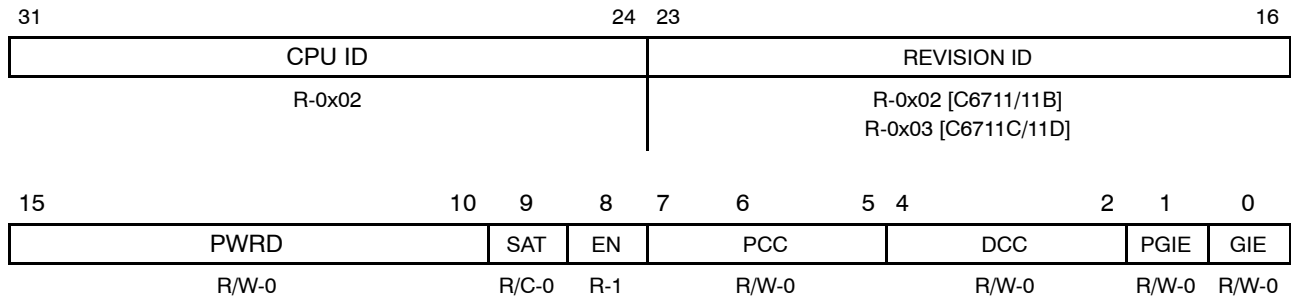 31 24 23 16
CPU ID REVISION ID
R-0x02 R-0x02 [C6711/11B]
R-0x03 [C6711C/11D]
15 10 9 8 7 6 5 4 2 1 0
PWRD SAT EN PCC DCC PGIE GIE
R/W-0 R/C-0 R-1 R/W-0 R/W-0 R/W-0 R/W-0